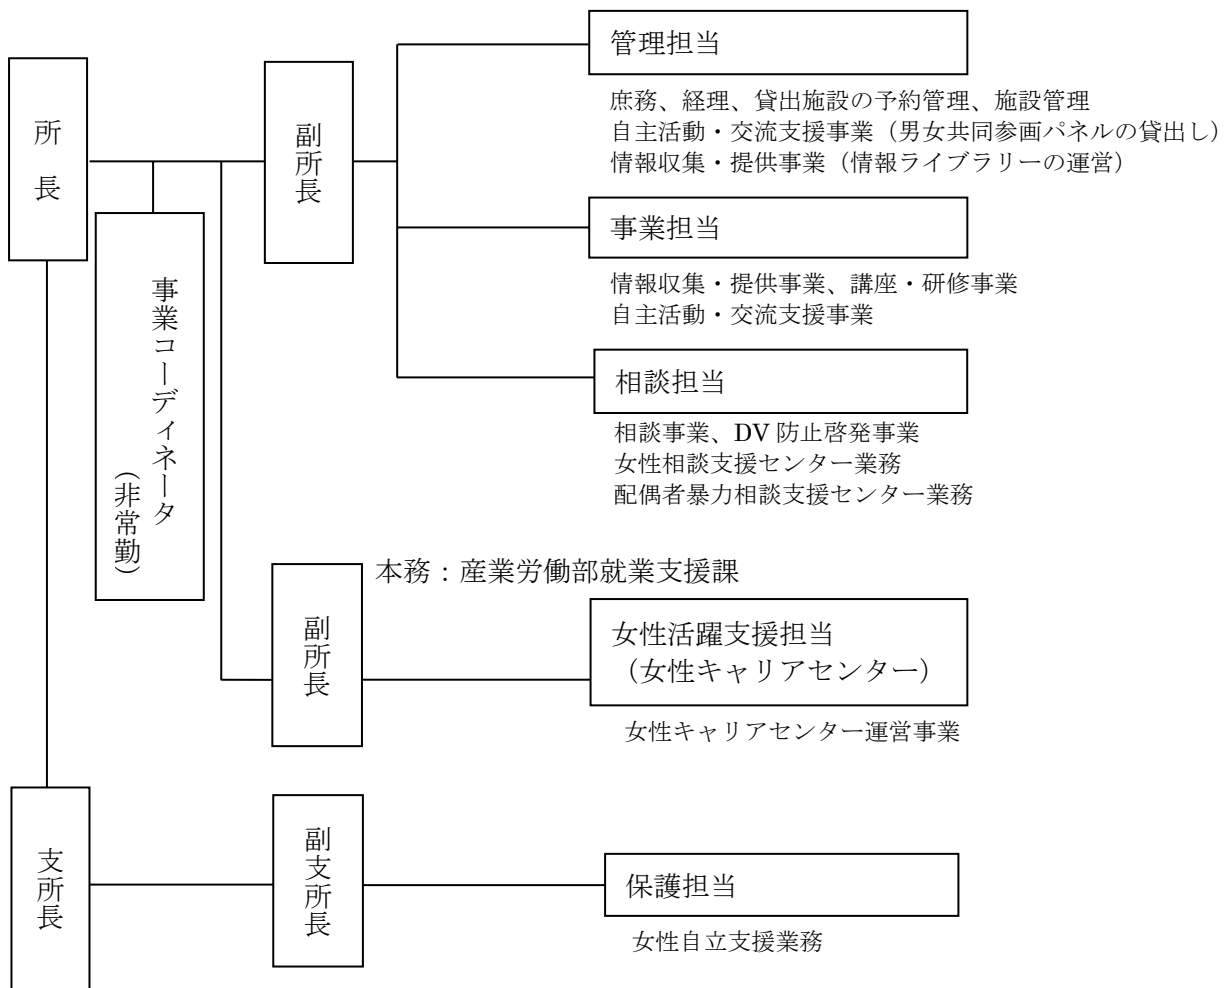 所長
副所長
管理担当
庶務、経理、貸出施設の予約管理、施設管理
自主活動・交流支援事業（男女共同参画パネルの貸出し）
情報収集・提供事業（情報ライブラリーの運営）
事業担当
情報収集・提供事業、講座・研修事業
自主活動・交流支援事業
相談担当
相談事業、DV 防止啓発事業
女性相談支援センター業務
配偶者暴力相談支援センター業務
事業コーディネータ
（非常勤）
副所長
本務：産業労働部就業支援課
女性活躍支援担当
（女性キャリアセンター）
女性キャリアセンター運営事業
支所長
副支所長
保護担当
女性自立支援業務